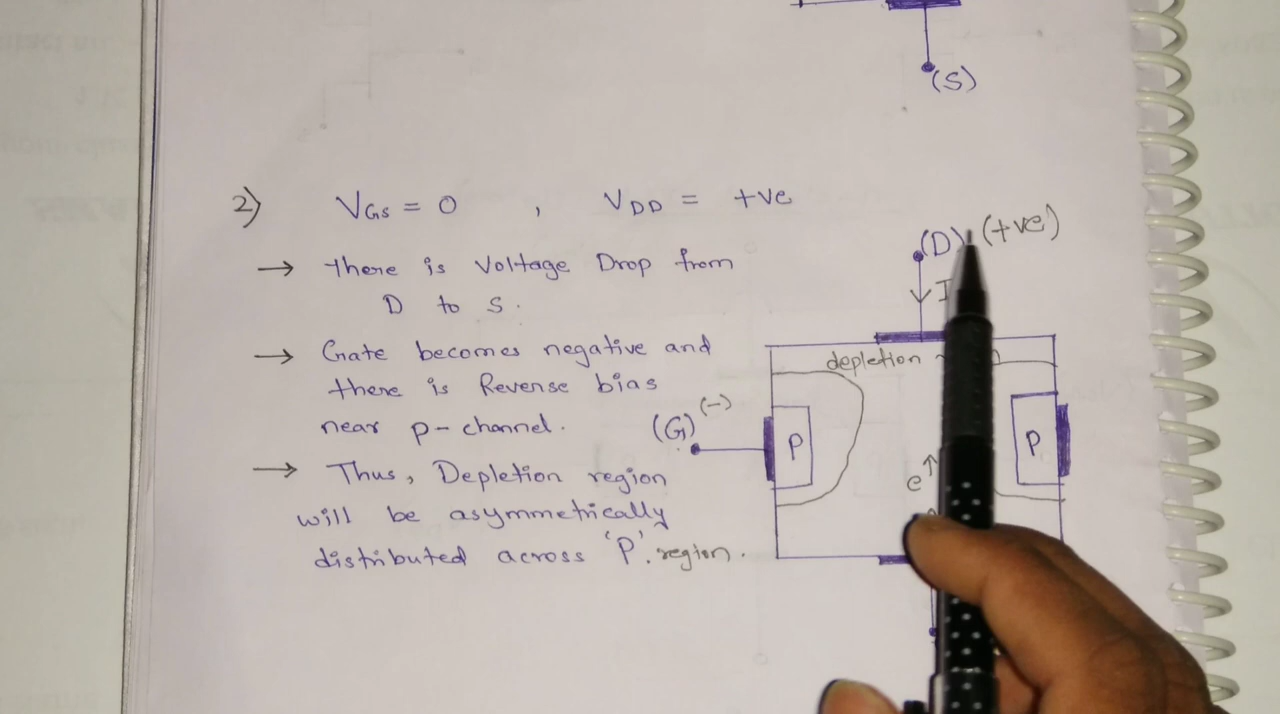 (S)
2) VGS = 0 , VDD = +ve
→ there is Voltage Drop from
D to S.
→ Gate becomes negative and
there is Reverse bias
near p-channel.
→ Thus, Depletion region
will be asymmetrically
distributed across 'P'. region.
(D) (+ve)
I
depletion
(G) (-)
P
P
e